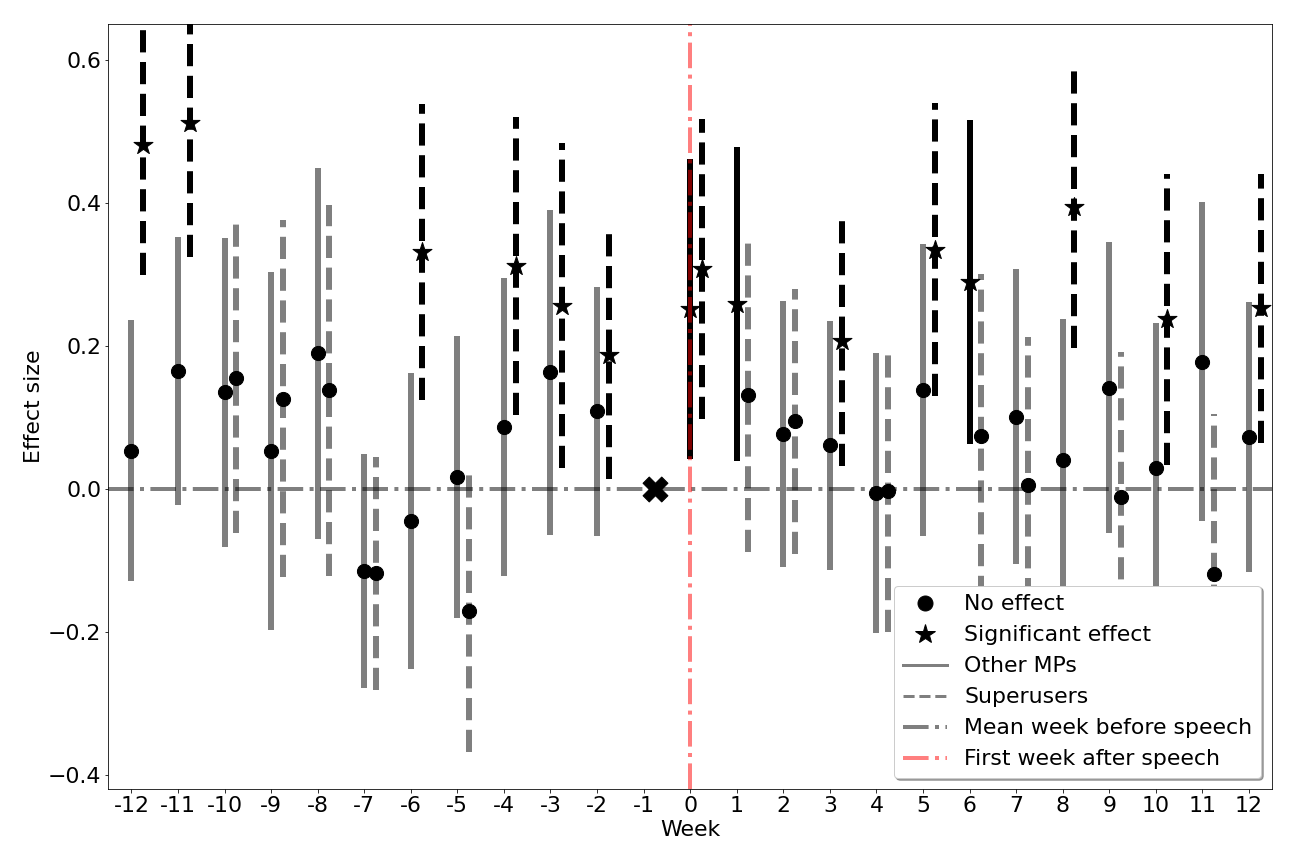 0.6
0.4
0.2
0.0
−0.2
−0.4
Effect size
No effect
Significant effect
Other MPs
Superusers
Mean week before speech
First week after speech
-12 -11 -10 -9 -8 -7 -6 -5 -4 -3 -2 -1 0 1 2 3 4 5 6 7 8 9 10 11 12
Week